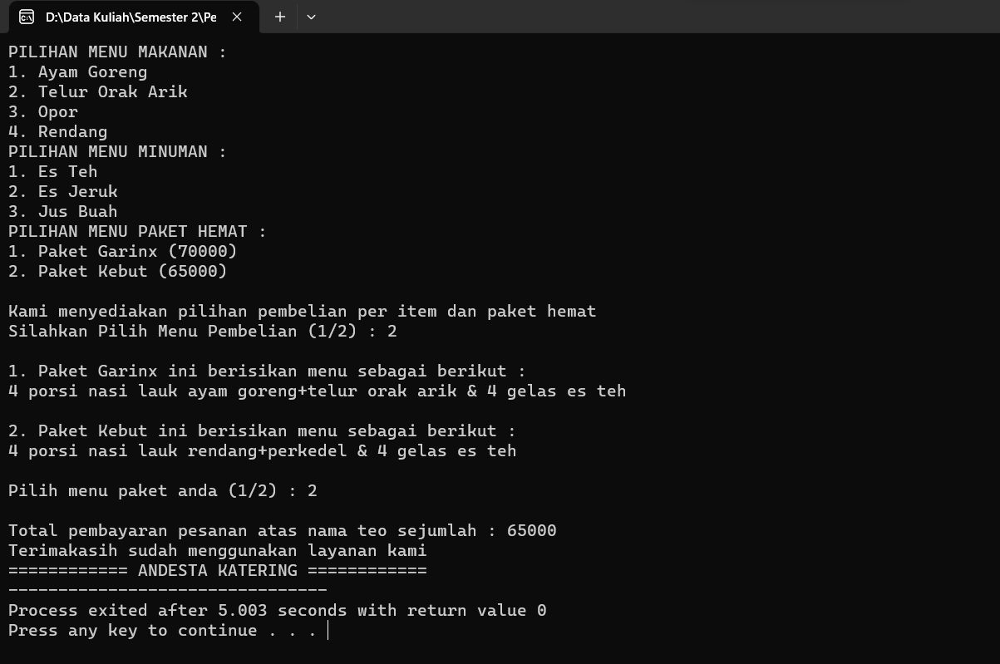 D:\Data Kuliah\Semester 2\Pe
PILIHAN MENU MAKANAN :
1. Ayam Goreng
2. Telur Orak Arik
3. Opor
4. Rendang
PILIHAN MENU MINUMAN :
1. Es Teh
2. Es Jeruk
3. Jus Buah
PILIHAN MENU PAKET HEMAT :
1. Paket Garinx (70000)
2. Paket Kebut (65000)
Kami menyediakan pilihan pembelian per item dan paket hemat
Silahkan Pilih Menu Pembelian (1/2) : 2
1. Paket Garinx ini berisikan menu sebagai berikut :
4 porsi nasi lauk ayam goreng+telur orak arik & 4 gelas es teh
2. Paket Kebut ini berisikan menu sebagai berikut :
4 porsi nasi lauk rendang+perkedel & 4 gelas es teh
Pilih menu paket anda (1/2) : 2
Total pembayaran pesanan atas nama teo sejumlah : 65000
Terimakasih sudah menggunakan layanan kami
============ ANDESTA KATERING ============
--------------------------------
Process exited after 5.003 seconds with return value 0
Press any key to continue . . .